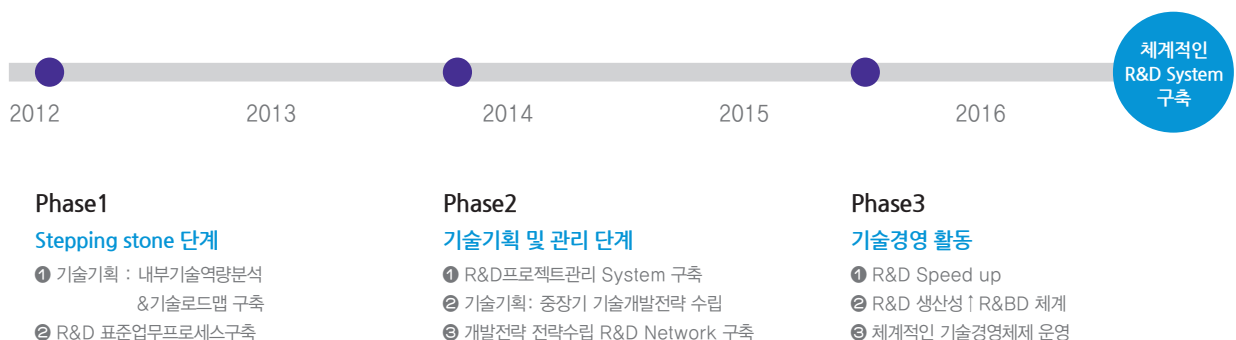 체계적인
R&D System
구축
2012 2013 2014 2015 2016
Phase1
Stepping stone 단계
❶ 기술기획 : 내부기술역량분석
&기술로드맵 구축
❷ R&D 표준업무프로세스구축
Phase2
기술기획 및 관리 단계
❶ R&D프로젝트관리 System 구축
❷ 기술기획: 중장기 기술개발전략 수립
❸ 개발전략 전략수립 R&D Network 구축
Phase3
기술경영 활동
❶ R&D Speed up
❷ R&D 생산성↑R&BD 체계
❸ 체계적인 기술경영체제 운영